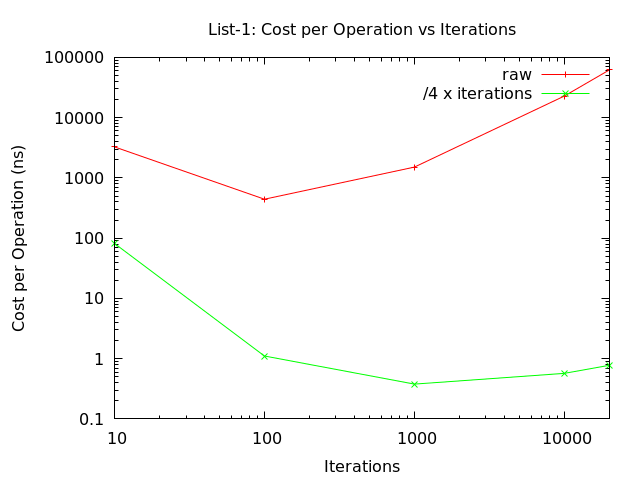 List-1: Cost per Operation vs Iterations
100000
raw
/4 x iterations
10000
1000
Cost per Operation (ns)
100
10
1
0.1
10
100
1000
10000
Iterations